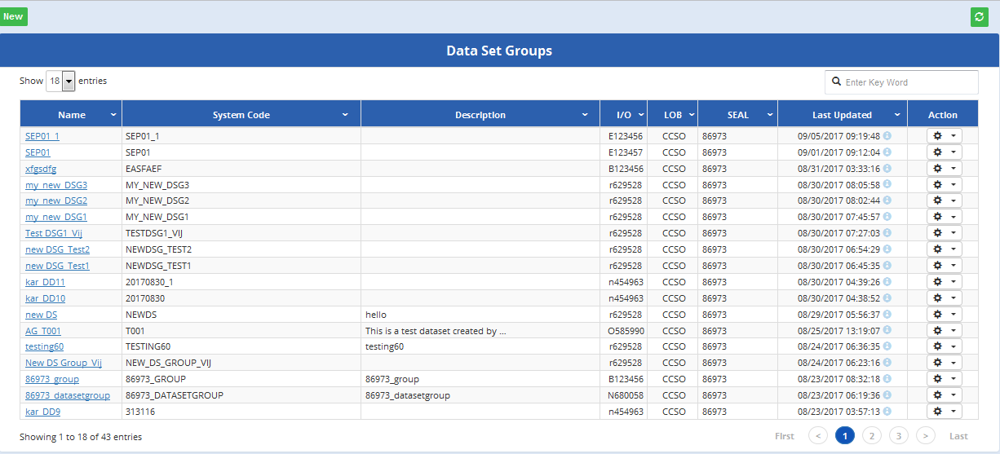 New
Data Set Groups
Show 18 entries
Enter Key Word
Name System Code Description I/O LOB SEAL Last Updated Action
SEP01_1 SEP01_1 E123456 CCSO 86973 09/05/2017 09:19:48
SEP01 SEP01 E123457 CCSO 86973 09/01/2017 09:12:04
xfgsdfg EASFAEF B123456 CCSO 86973 08/31/2017 03:33:16
my_new_DSG3 MY_NEW_DSG3 r629528 CCSO 86973 08/30/2017 08:05:58
my_new_DSG2 MY_NEW_DSG2 r629528 CCSO 86973 08/30/2017 08:02:44
my_new_DSG1 MY_NEW_DSG1 r629528 CCSO 86973 08/30/2017 07:45:57
Test DSG1_Vij TESTDSG1_VIJ r629528 CCSO 86973 08/30/2017 07:27:03
new DSG_Test2 NEWDSG_TEST2 r629528 CCSO 86973 08/30/2017 06:54:29
new DSG_Test1 NEWDSG_TEST1 r629528 CCSO 86973 08/30/2017 06:45:35
kar_DD11 20170830_1 n454963 CCSO 86973 08/30/2017 04:39:26
kar_DD10 20170830 n454963 CCSO 86973 08/30/2017 04:38:52
new DS NEWDS hello r629528 CCSO 86973 08/29/2017 05:56:37
AG_T001 T001 This is a test dataset created by ... O585990 CCSO 86973 08/25/2017 13:19:07
testing60 TESTING60 testing60 r629528 CCSO 86973 08/24/2017 06:36:35
New DS Group_Vij NEW_DS_GROUP_VIJ r629528 CCSO 86973 08/24/2017 06:23:16
86973_group 86973_GROUP 86973_group B123456 CCSO 86973 08/23/2017 08:32:18
86973_datasetgroup 86973_DATASETGROUP 86973_datasetgroup N680058 CCSO 86973 08/23/2017 06:19:36
kar_DD9 313116 n454963 CCSO 86973 08/23/2017 03:57:13
Showing 1 to 18 of 43 entries
First < 1 2 3 > Last